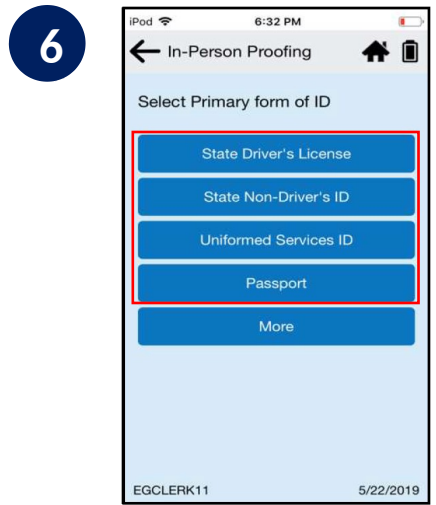 6
iPod 6:32 PM
In-Person Proofing
Select Primary form of ID
State Driver's License
State Non-Driver's ID
Uniformed Services ID
Passport
More
EGCLERK11 5/22/2019